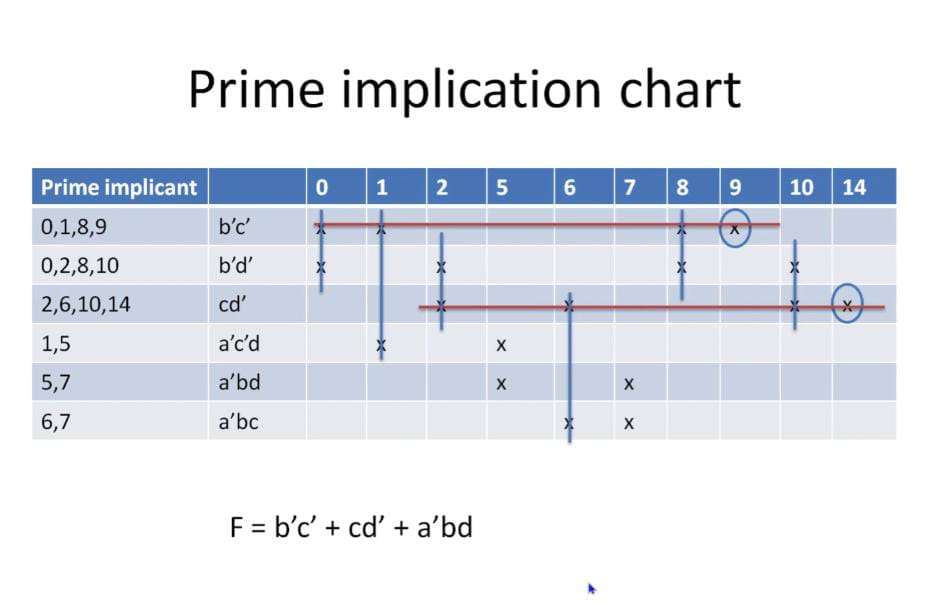 Prime implication chart
Prime implicant 0 1 2 5 6 7 8 9 10 14
0,1,8,9 b’c’ x x x x
0,2,8,10 b’d’ x x x x
2,6,10,14 cd’ x x x x
1,5 a’c’d x x
5,7 a’bd x x
6,7 a’bc x x
F = b’c’ + cd’ + a’bd